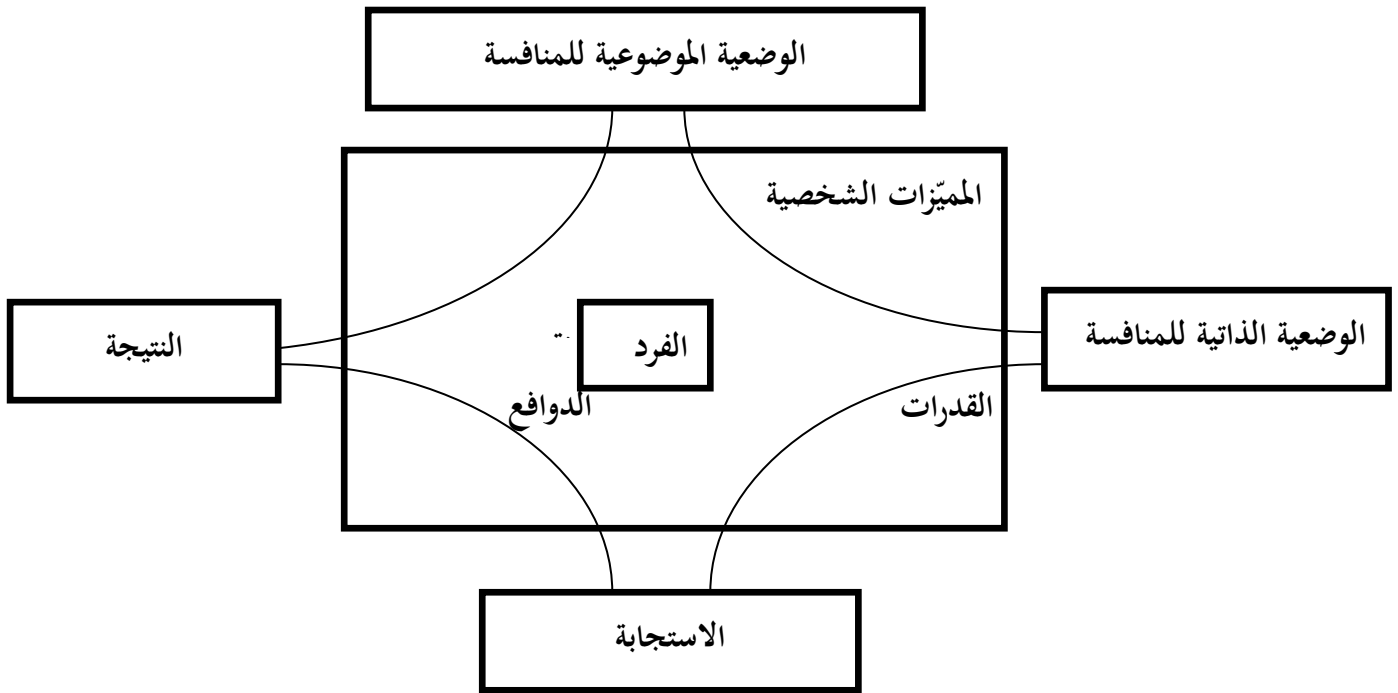 الوضعية الموضوعية للمنافسة
المميّزات الشخصية
الوضعية الذاتية للمنافسة
الفرد
النتيجة
القدرات
الدوافع
الاستجابة